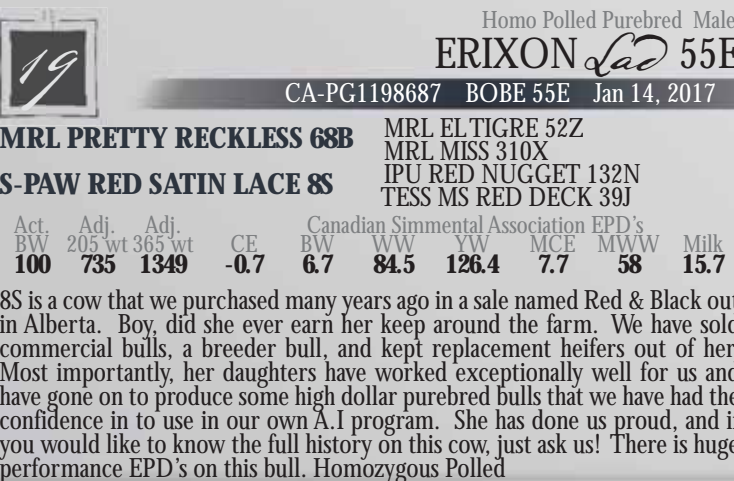 Homo Polled Purebred Male
19
ERIXON Lad 55E
CA-PG1198687 BOBE 55E Jan 14, 2017
MRL PRETTY RECKLESS 68B
S-PAW RED SATIN LACE 8S
MRL EL TIGRE 52Z
MRL MISS 310X
IPU RED NUGGET 132N
TESS MS RED DECK 39J
Act. Adj. Adj. Canadian Simmental Association EPD's
BW 205 wt 365 wt CE BW WW YW MCE MWW Milk
100 735 1349 -0.7 6.7 84.5 126.4 7.7 58 15.7
8S is a cow that we purchased many years ago in a sale named Red & Black out
in Alberta. Boy, did she ever earn her keep around the farm. We have sold
commercial bulls, a breeder bull, and kept replacement heifers out of her.
Most importantly, her daughters have worked exceptionally well for us and
have gone on to produce some high dollar purebred bulls that we have had the
confidence in to use in our own A.I program. She has done us proud, and if
you would like to know the full history on this cow, just ask us! There is huge
performance EPD's on this bull. Homozygous Polled